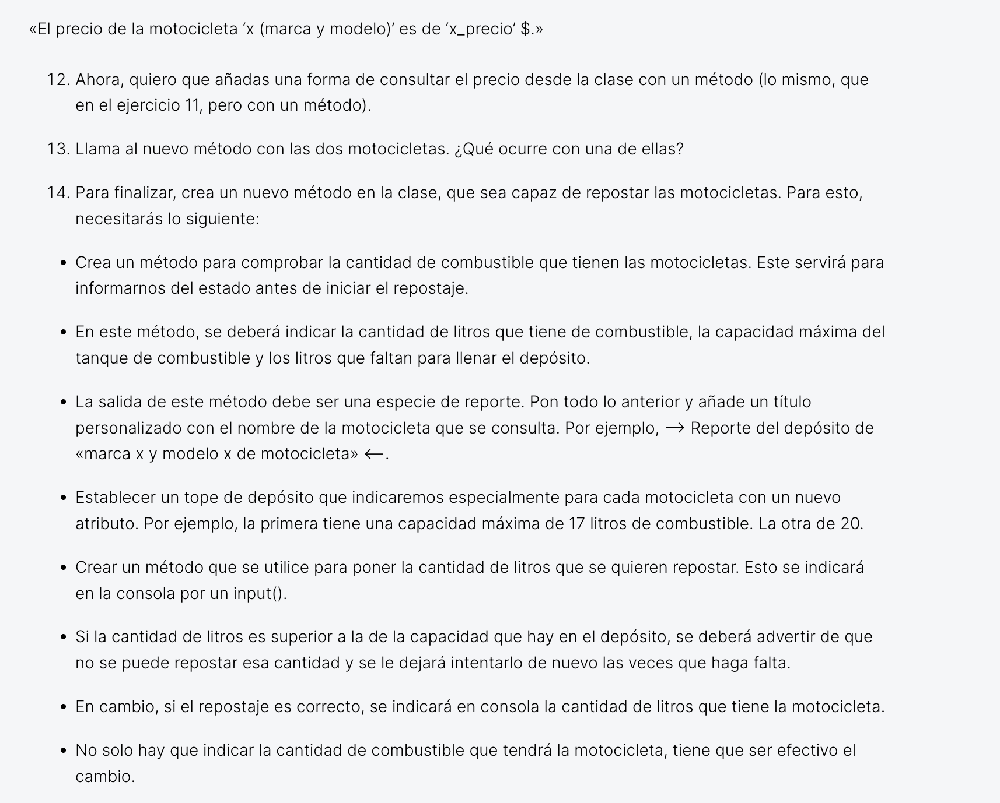 «El precio de la motocicleta ‘x (marca y modelo)’ es de ‘x_precio’ $.»
12. Ahora, quiero que añadas una forma de consultar el precio desde la clase con un método (lo mismo, que
en el ejercicio 11, pero con un método).
13. Llama al nuevo método con las dos motocicletas. ¿Qué ocurre con una de ellas?
14. Para finalizar, crea un nuevo método en la clase, que sea capaz de repostar las motocicletas. Para esto,
necesitarás lo siguiente:
• Crea un método para comprobar la cantidad de combustible que tienen las motocicletas. Este servirá para
informarnos del estado antes de iniciar el repostaje.
• En este método, se deberá indicar la cantidad de litros que tiene de combustible, la capacidad máxima del
tanque de combustible y los litros que faltan para llenar el depósito.
• La salida de este método debe ser una especie de reporte. Pon todo lo anterior y añade un título
personalizado con el nombre de la motocicleta que se consulta. Por ejemplo, —> Reporte del depósito de
«marca x y modelo x de motocicleta» <—.
• Establecer un tope de depósito que indicaremos especialmente para cada motocicleta con un nuevo
atributo. Por ejemplo, la primera tiene una capacidad máxima de 17 litros de combustible. La otra de 20.
• Crear un método que se utilice para poner la cantidad de litros que se quieren repostar. Esto se indicará
en la consola por un input().
• Si la cantidad de litros es superior a la de la capacidad que hay en el depósito, se deberá advertir de que
no se puede repostar esa cantidad y se le dejará intentarlo de nuevo las veces que haga falta.
• En cambio, si el repostaje es correcto, se indicará en consola la cantidad de litros que tiene la motocicleta.
• No solo hay que indicar la cantidad de combustible que tendrá la motocicleta, tiene que ser efectivo el
cambio.